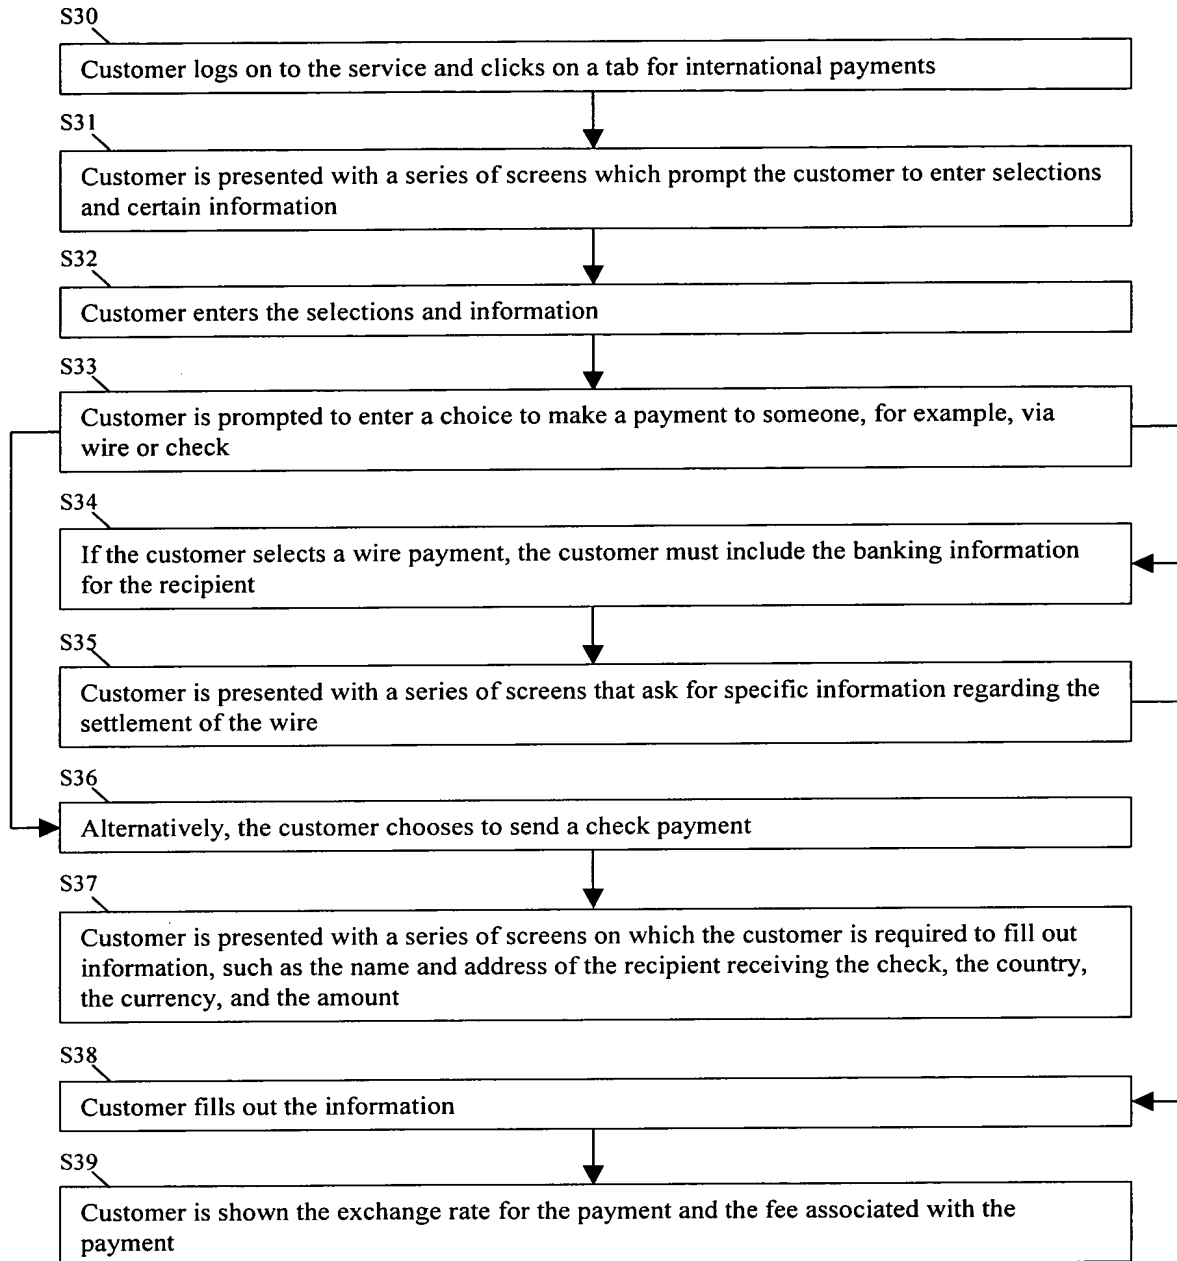 S30
Customer logs on to the service and clicks on a tab for international payments
S31
Customer is presented with a series of screens which prompt the customer to enter selections
and certain information
S32
Customer enters the selections and information
S33
Customer is prompted to enter a choice to make a payment to someone, for example, via
wire or check
S34
If the customer selects a wire payment, the customer must include the banking information
for the recipient
S35
Customer is presented with a series of screens that ask for specific information regarding the
settlement of the wire
S36
Alternatively, the customer chooses to send a check payment
S37
Customer is presented with a series of screens on which the customer is required to fill out
information, such as the name and address of the recipient receiving the check, the country,
the currency, and the amount
S38
Customer fills out the information
S39
Customer is shown the exchange rate for the payment and the fee associated with the
payment